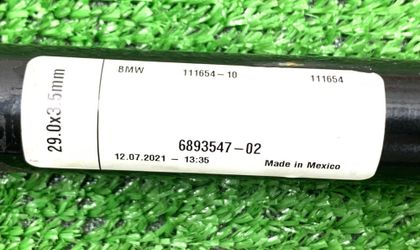 29.0x3.5mm
BMW 111654-10 111654
6893547-02
12.07.2021 - 13:35 Made in Mexico